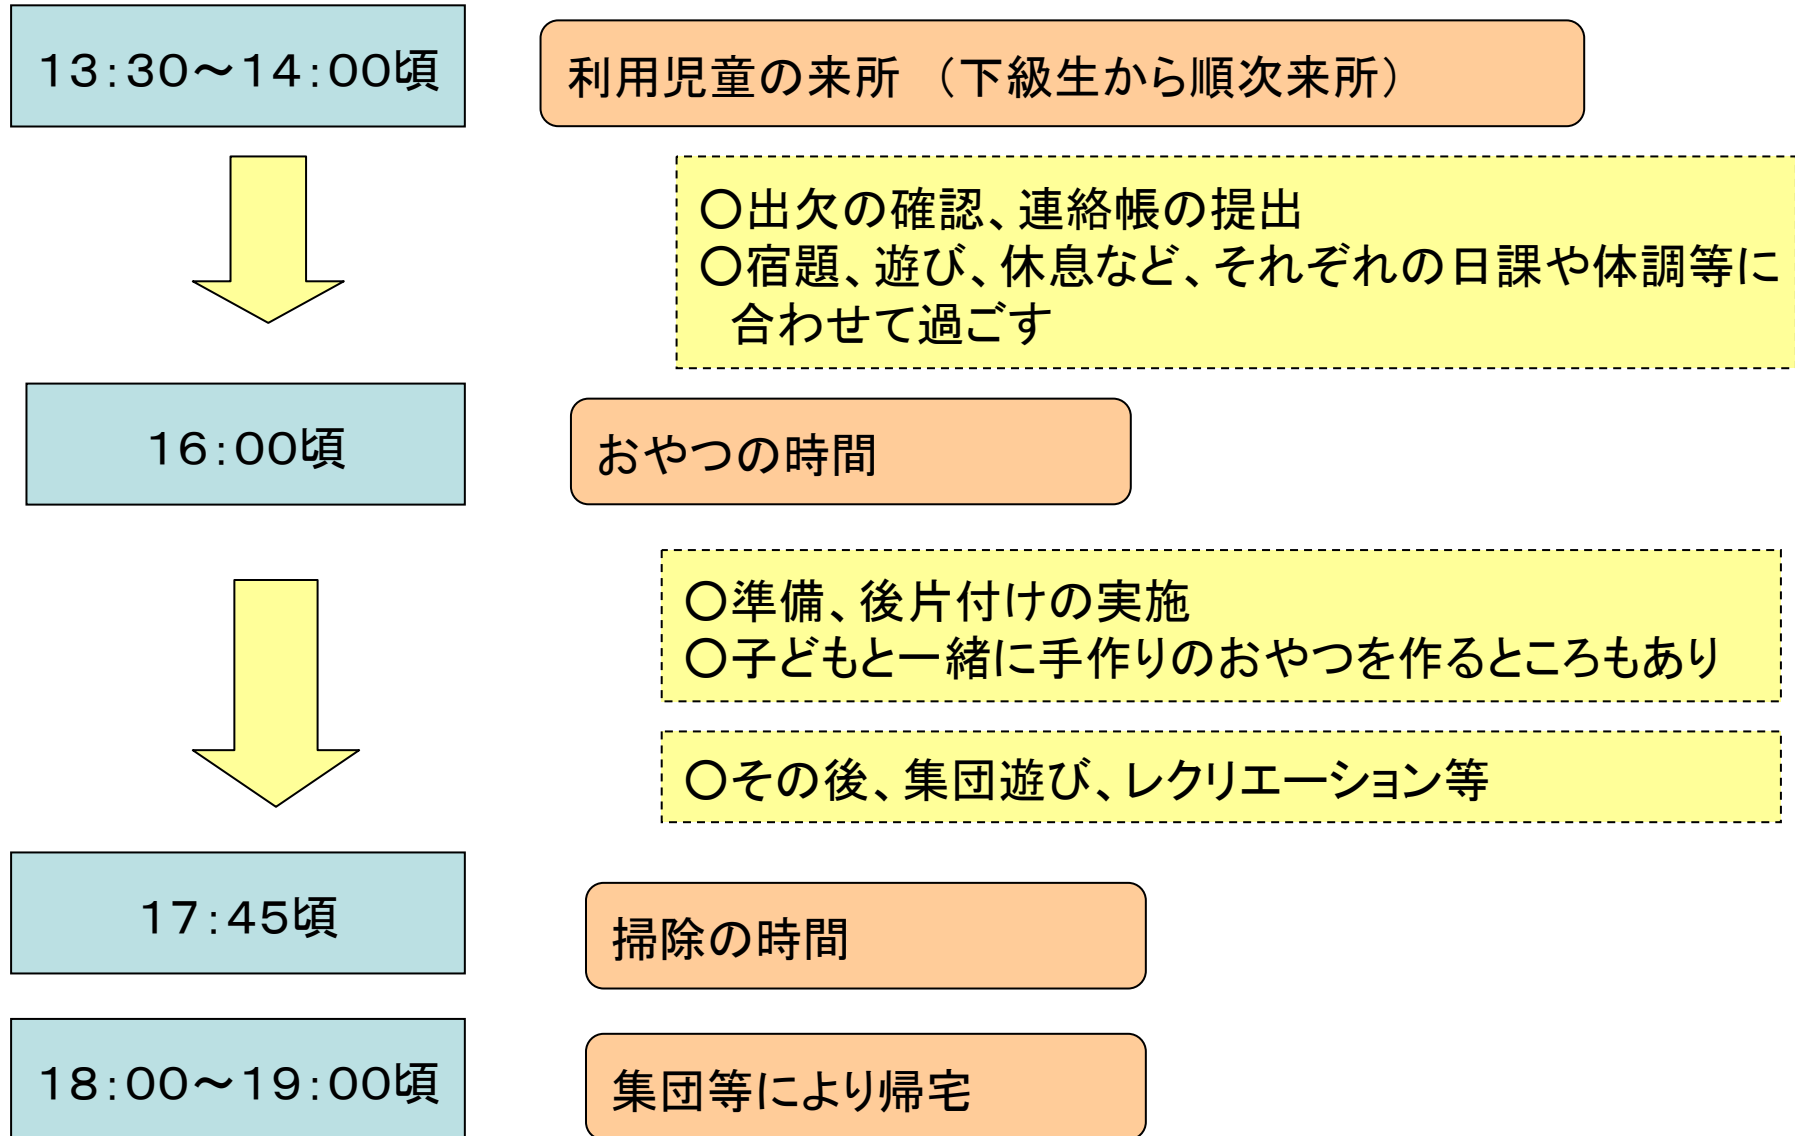 13:30～14:00頃
利用児童の来所 （下級生から順次来所）
○出欠の確認、連絡帳の提出
○宿題、遊び、休息など、それぞれの日課や体調等に
合わせて過ごす
16:00頃
おやつの時間
○準備、後片付けの実施
○子どもと一緒に手作りのおやつを作るところもあり
○その後、集団遊び、レクリエーション等
17:45頃
掃除の時間
18:00～19:00頃
集団等により帰宅